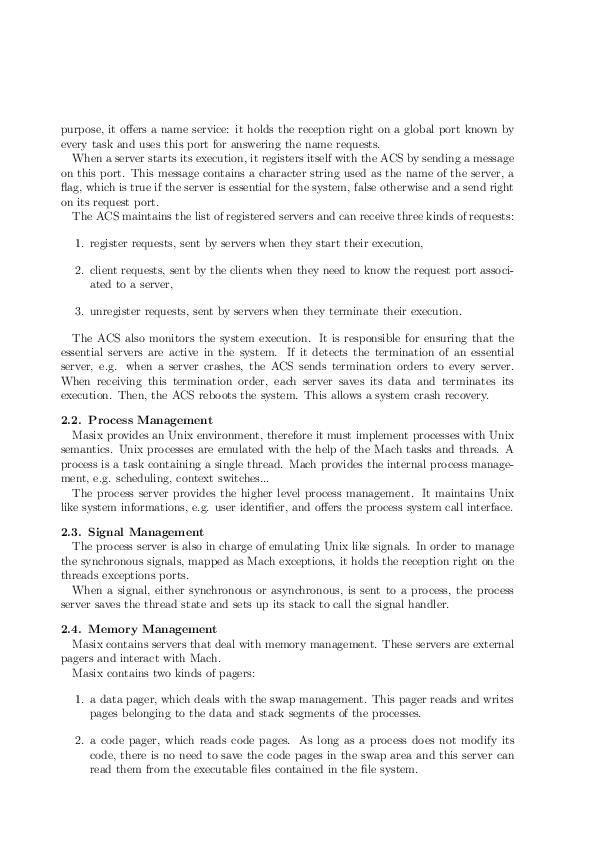 purpose, it offers a name service: it holds the reception right on a global port known by
every task and uses this port for answering the name requests.
When a server starts its execution, it registers itself with the ACS by sending a message
on this port. This message contains a character string used as the name of the server, a
flag, which is true if the server is essential for the system, false otherwise and a send right
on its request port.
The ACS maintains the list of registered servers and can receive three kinds of requests:
1. register requests, sent by servers when they start their execution,
2. client requests, sent by the clients when they need to know the request port associ-
ated to a server,
3. unregister requests, sent by servers when they terminate their execution.
The ACS also monitors the system execution. It is responsible for ensuring that the
essential servers are active in the system. If it detects the termination of an essential
server, e.g. when a server crashes, the ACS sends termination orders to every server.
When receiving this termination order, each server saves its data and terminates its
execution. Then, the ACS reboots the system. This allows a system crash recovery.
2.2. Process Management
Masix provides an Unix environment, therefore it must implement processes with Unix
semantics. Unix processes are emulated with the help of the Mach tasks and threads. A
process is a task containing a single thread. Mach provides the internal process manage-
ment, e.g. scheduling, context switches...
The process server provides the higher level process management. It maintains Unix
like system informations, e.g. user identifier, and offers the process system call interface.
2.3. Signal Management
The process server is also in charge of emulating Unix like signals. In order to manage
the synchronous signals, mapped as Mach exceptions, it holds the reception right on the
threads exceptions ports.
When a signal, either synchronous or asynchronous, is sent to a process, the process
server saves the thread state and sets up its stack to call the signal handler.
2.4. Memory Management
Masix contains servers that deal with memory management. These servers are external
pagers and interact with Mach.
Masix contains two kinds of pagers:
1. a data pager, which deals with the swap management. This pager reads and writes
pages belonging to the data and stack segments of the processes.
2. a code pager, which reads code pages. As long as a process does not modify its
code, there is no need to save the code pages in the swap area and this server can
read them from the executable files contained in the file system.